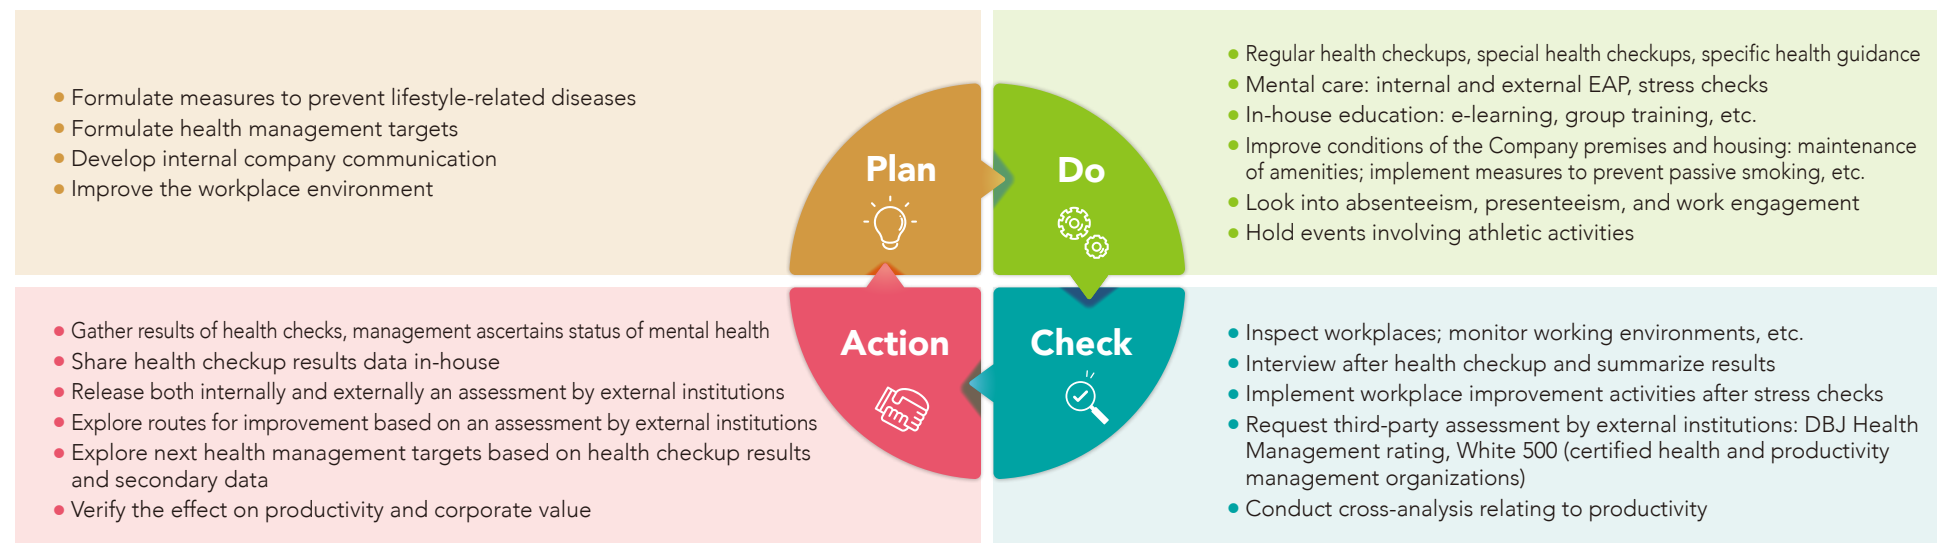 Plan
• Formulate measures to prevent lifestyle-related diseases
• Formulate health management targets
• Develop internal company communication
• Improve the workplace environment
Do
• Regular health checkups, special health checkups, specific health guidance
• Mental care: internal and external EAP, stress checks
• In-house education: e-learning, group training, etc.
• Improve conditions of the Company premises and housing: maintenance
of amenities; implement measures to prevent passive smoking, etc.
• Look into absenteeism, presenteeism, and work engagement
• Hold events involving athletic activities
Check
• Inspect workplaces; monitor working environments, etc.
• Interview after health checkup and summarize results
• Implement workplace improvement activities after stress checks
• Request third-party assessment by external institutions: DBJ Health
Management rating, White 500 (certified health and productivity
management organizations)
• Conduct cross-analysis relating to productivity
Action
• Gather results of health checks, management ascertains status of mental health
• Share health checkup results data in-house
• Release both internally and externally an assessment by external institutions
• Explore routes for improvement based on an assessment by external institutions
• Explore next health management targets based on health checkup results
and secondary data
• Verify the effect on productivity and corporate value